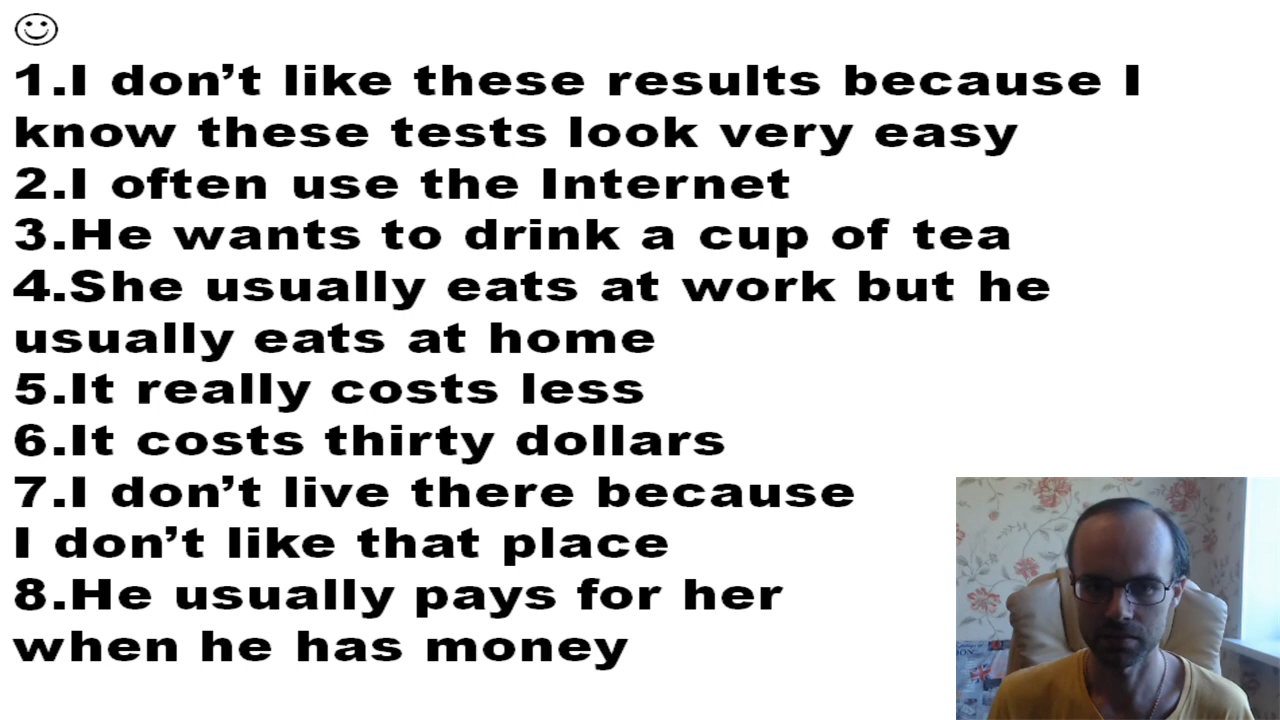 ☺
1.I don’t like these results because I
know these tests look very easy
2.I often use the Internet
3.He wants to drink a cup of tea
4.She usually eats at work but he
usually eats at home
5.It really costs less
6.It costs thirty dollars
7.I don’t live there because
I don’t like that place
8.He usually pays for her
when he has money